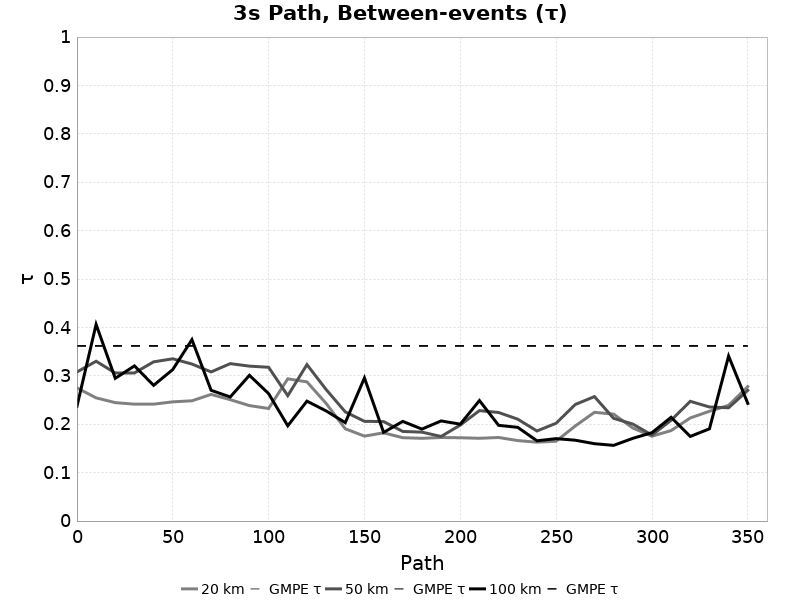 3s Path, Between-events (τ)
1
0.9
0.8
0.7
0.6
0.5
τ
0.4
0.3
0.2
0.1
0
0 50 100 150 200 250 300 350
Path
20 km GMPE τ 50 km GMPE τ 100 km GMPE τ